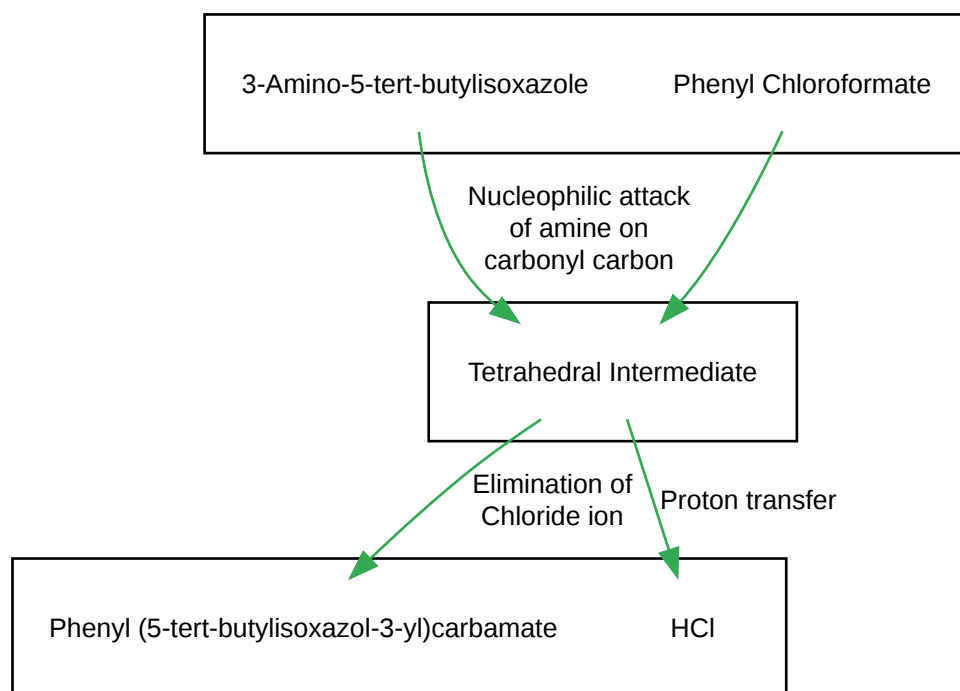 3-Amino-5-tert-butylisoxazole
Phenyl Chloroformate
Nucleophilic attack
of amine on
carbonyl carbon
Tetrahedral Intermediate
Elimination of
Chloride ion
Proton transfer
Phenyl (5-tert-butylisoxazol-3-yl)carbamate
HCl